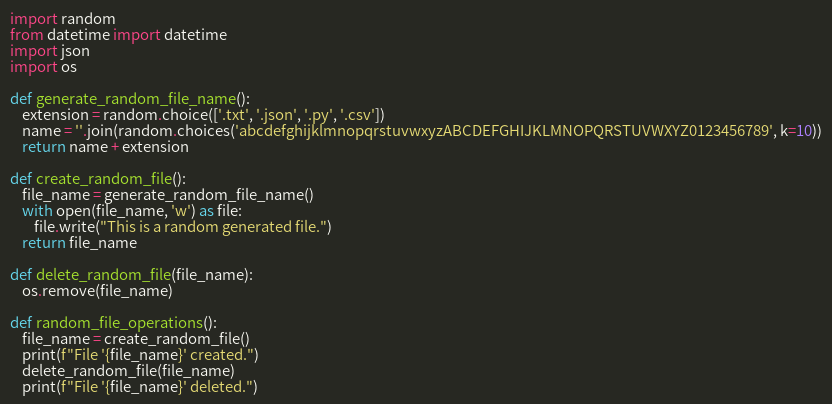 import random
from datetime import datetime
import json
import os

def generate_random_file_name():
    extension = random.choice(['.txt', '.json', '.py', '.csv'])
    name = ''.join(random.choices('abcdefghijklmnopqrstuvwxyzABCDEFGHIJKLMNOPQRSTUVWXYZ0123456789', k=10))
    return name + extension

def create_random_file():
    file_name = generate_random_file_name()
    with open(file_name, 'w') as file:
        file.write("This is a random generated file.")
    return file_name

def delete_random_file(file_name):
    os.remove(file_name)

def random_file_operations():
    file_name = create_random_file()
    print(f"File '{file_name}' created.")
    delete_random_file(file_name)
    print(f"File '{file_name}' deleted.")